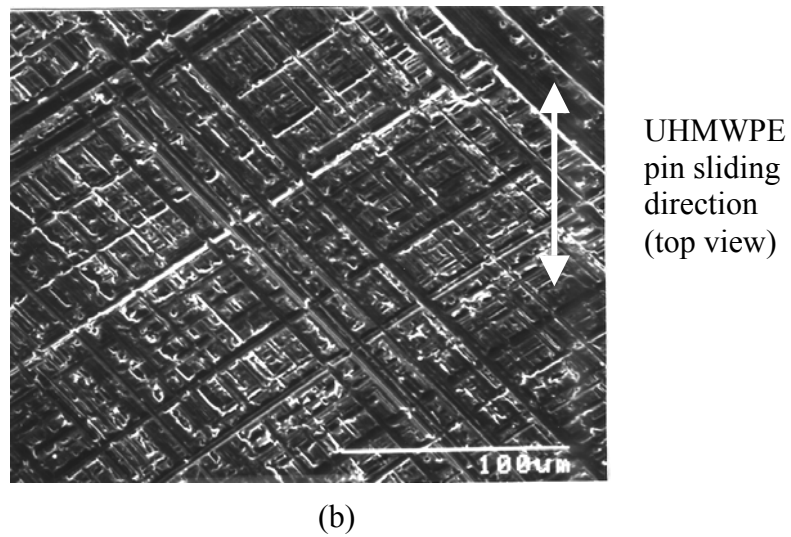 UHMWPE
pin sliding
direction
(top view)
100um
(b)